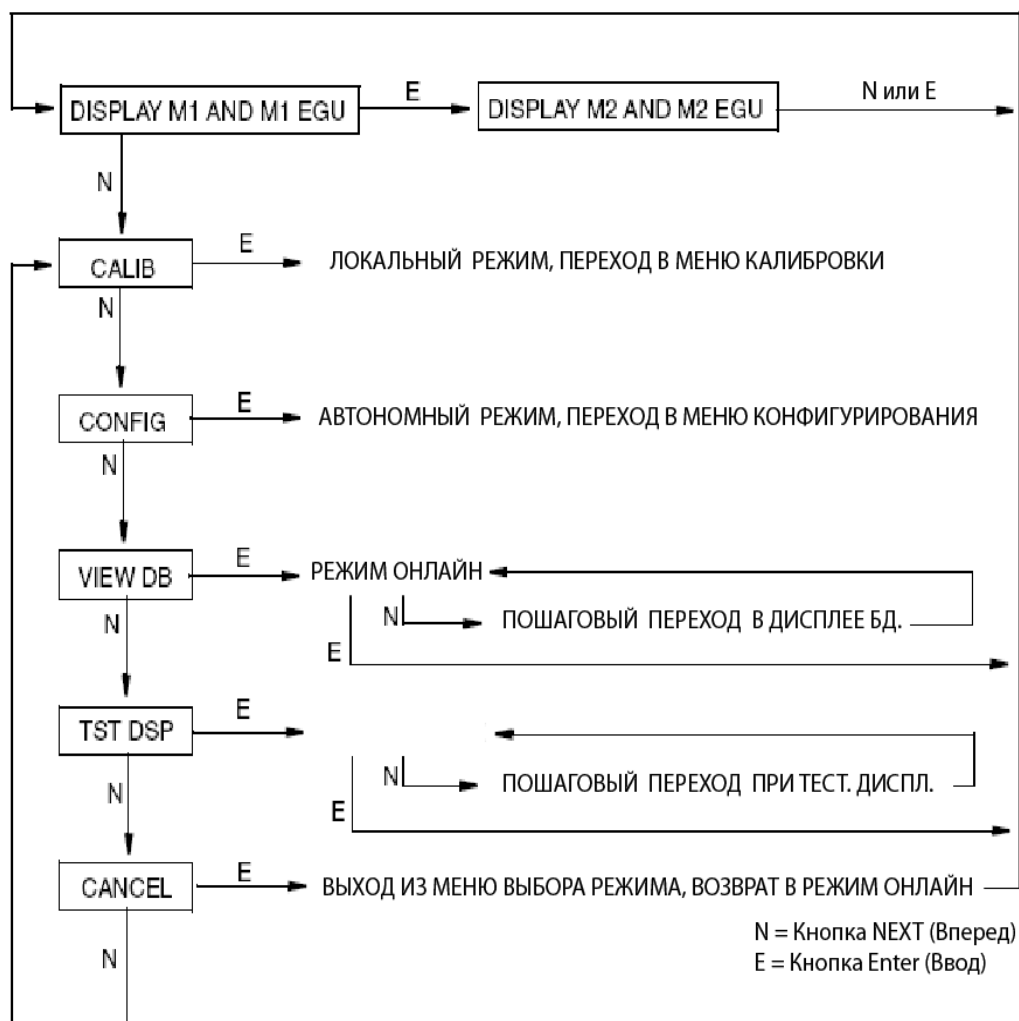 DISPLAY M1 AND M1 EGU
E
DISPLAY M2 AND M2 EGU
N или E
N
CALIB
E
ЛОКАЛЬНЫЙ РЕЖИМ, ПЕРЕХОД В МЕНЮ КАЛИБРОВКИ
N
CONFIG
E
АВТОНОМНЫЙ РЕЖИМ, ПЕРЕХОД В МЕНЮ КОНФИГУРИРОВАНИЯ
N
VIEW DB
E
РЕЖИМ ОНЛАЙН
N
ПОШАГОВЫЙ ПЕРЕХОД В ДИСПЛЕЕ БД.
E
N
TST DSP
E
N
ПОШАГОВЫЙ ПЕРЕХОД ПРИ ТЕСТ. ДИСПЛ.
E
N
CANCEL
E
ВЫХОД ИЗ МЕНЮ ВЫБОРА РЕЖИМА, ВОЗВРАТ В РЕЖИМ ОНЛАЙН
N
N = Кнопка NEXT (Вперед)
E = Кнопка Enter (Ввод)